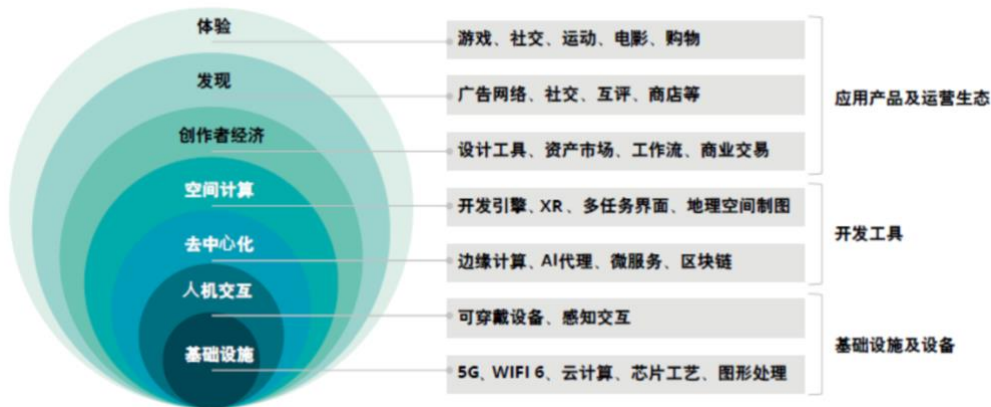 体验
游戏、社交、运动、电影、购物
发现
广告网络、社交、互评、商店等
应用产品及运营生态
创作者经济
设计工具、资产市场、工作流、商业交易
空间计算
开发引擎、XR、多任务界面、地理空间制图
开发工具
去中心化
边缘计算、AI代理、微服务、区块链
人机交互
可穿戴设备、感知交互
基础设施及设备
基础设施
5G、WIFI 6、云计算、芯片工艺、图形处理